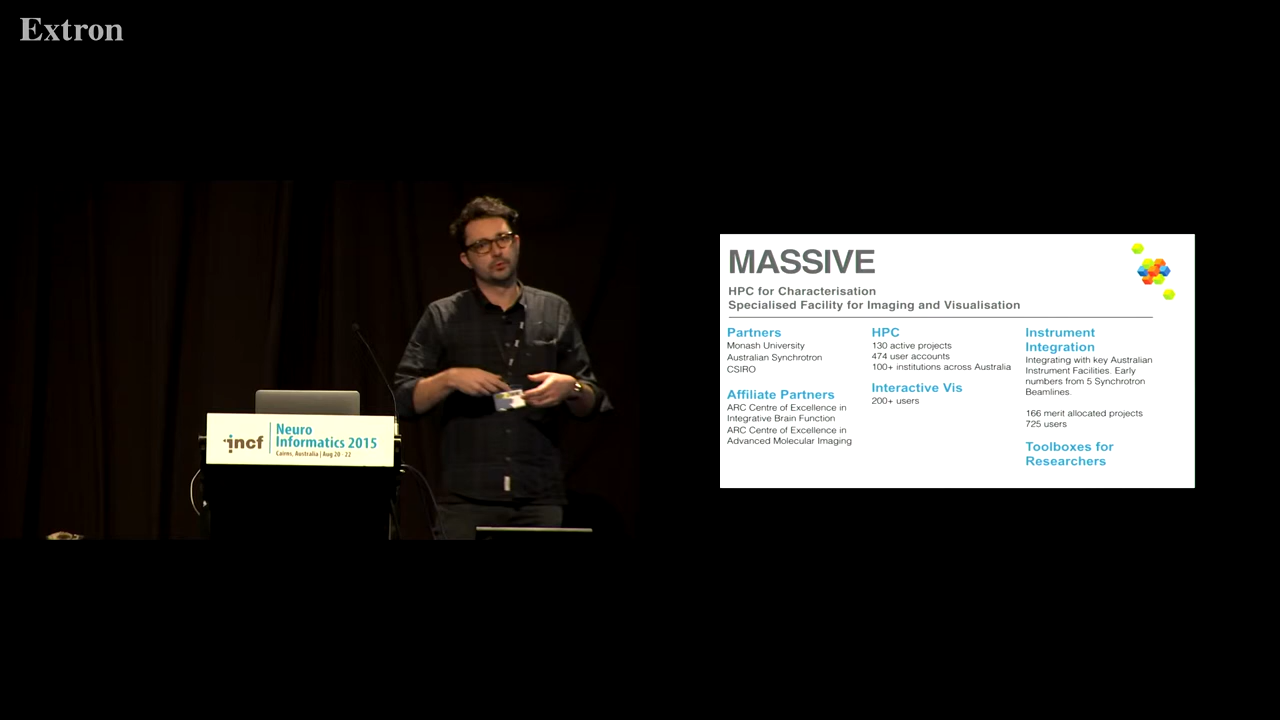 Extron
incf
Neuro
Informatics 2015
Cairns, Australia | Aug 20 - 22
MASSIVE
HPC for Characterisation
Specialised Facility for Imaging and Visualisation
Partners
Monash University
Australian Synchrotron
CSIRO
Affiliate Partners
ARC Centre of Excellence in
Integrative Brain Function
ARC Centre of Excellence in
Advanced Molecular Imaging
HPC
130 active projects
474 user accounts
100+ institutions across Australia
Interactive Vis
200+ users
Instrument
Integration
Integrating with key Australian
Instrument Facilities. Early
numbers from 5 Synchrotron
Beamlines.
166 merit allocated projects
725 users
Toolboxes for
Researchers